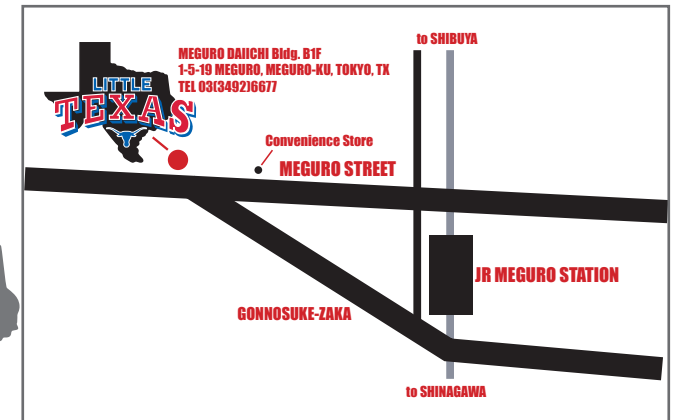 to SHIBUYA
MEGURO DAIICHI Bldg. B1F
1-5-19 MEGURO, MEGURO-KU, TOKYO, TX
TEL 03(3492)6677
LITTLE
TEXAS
Convenience Store
MEGURO STREET
JR MEGURO STATION
GONNOSUKE-ZAKA
to SHINAGAWA